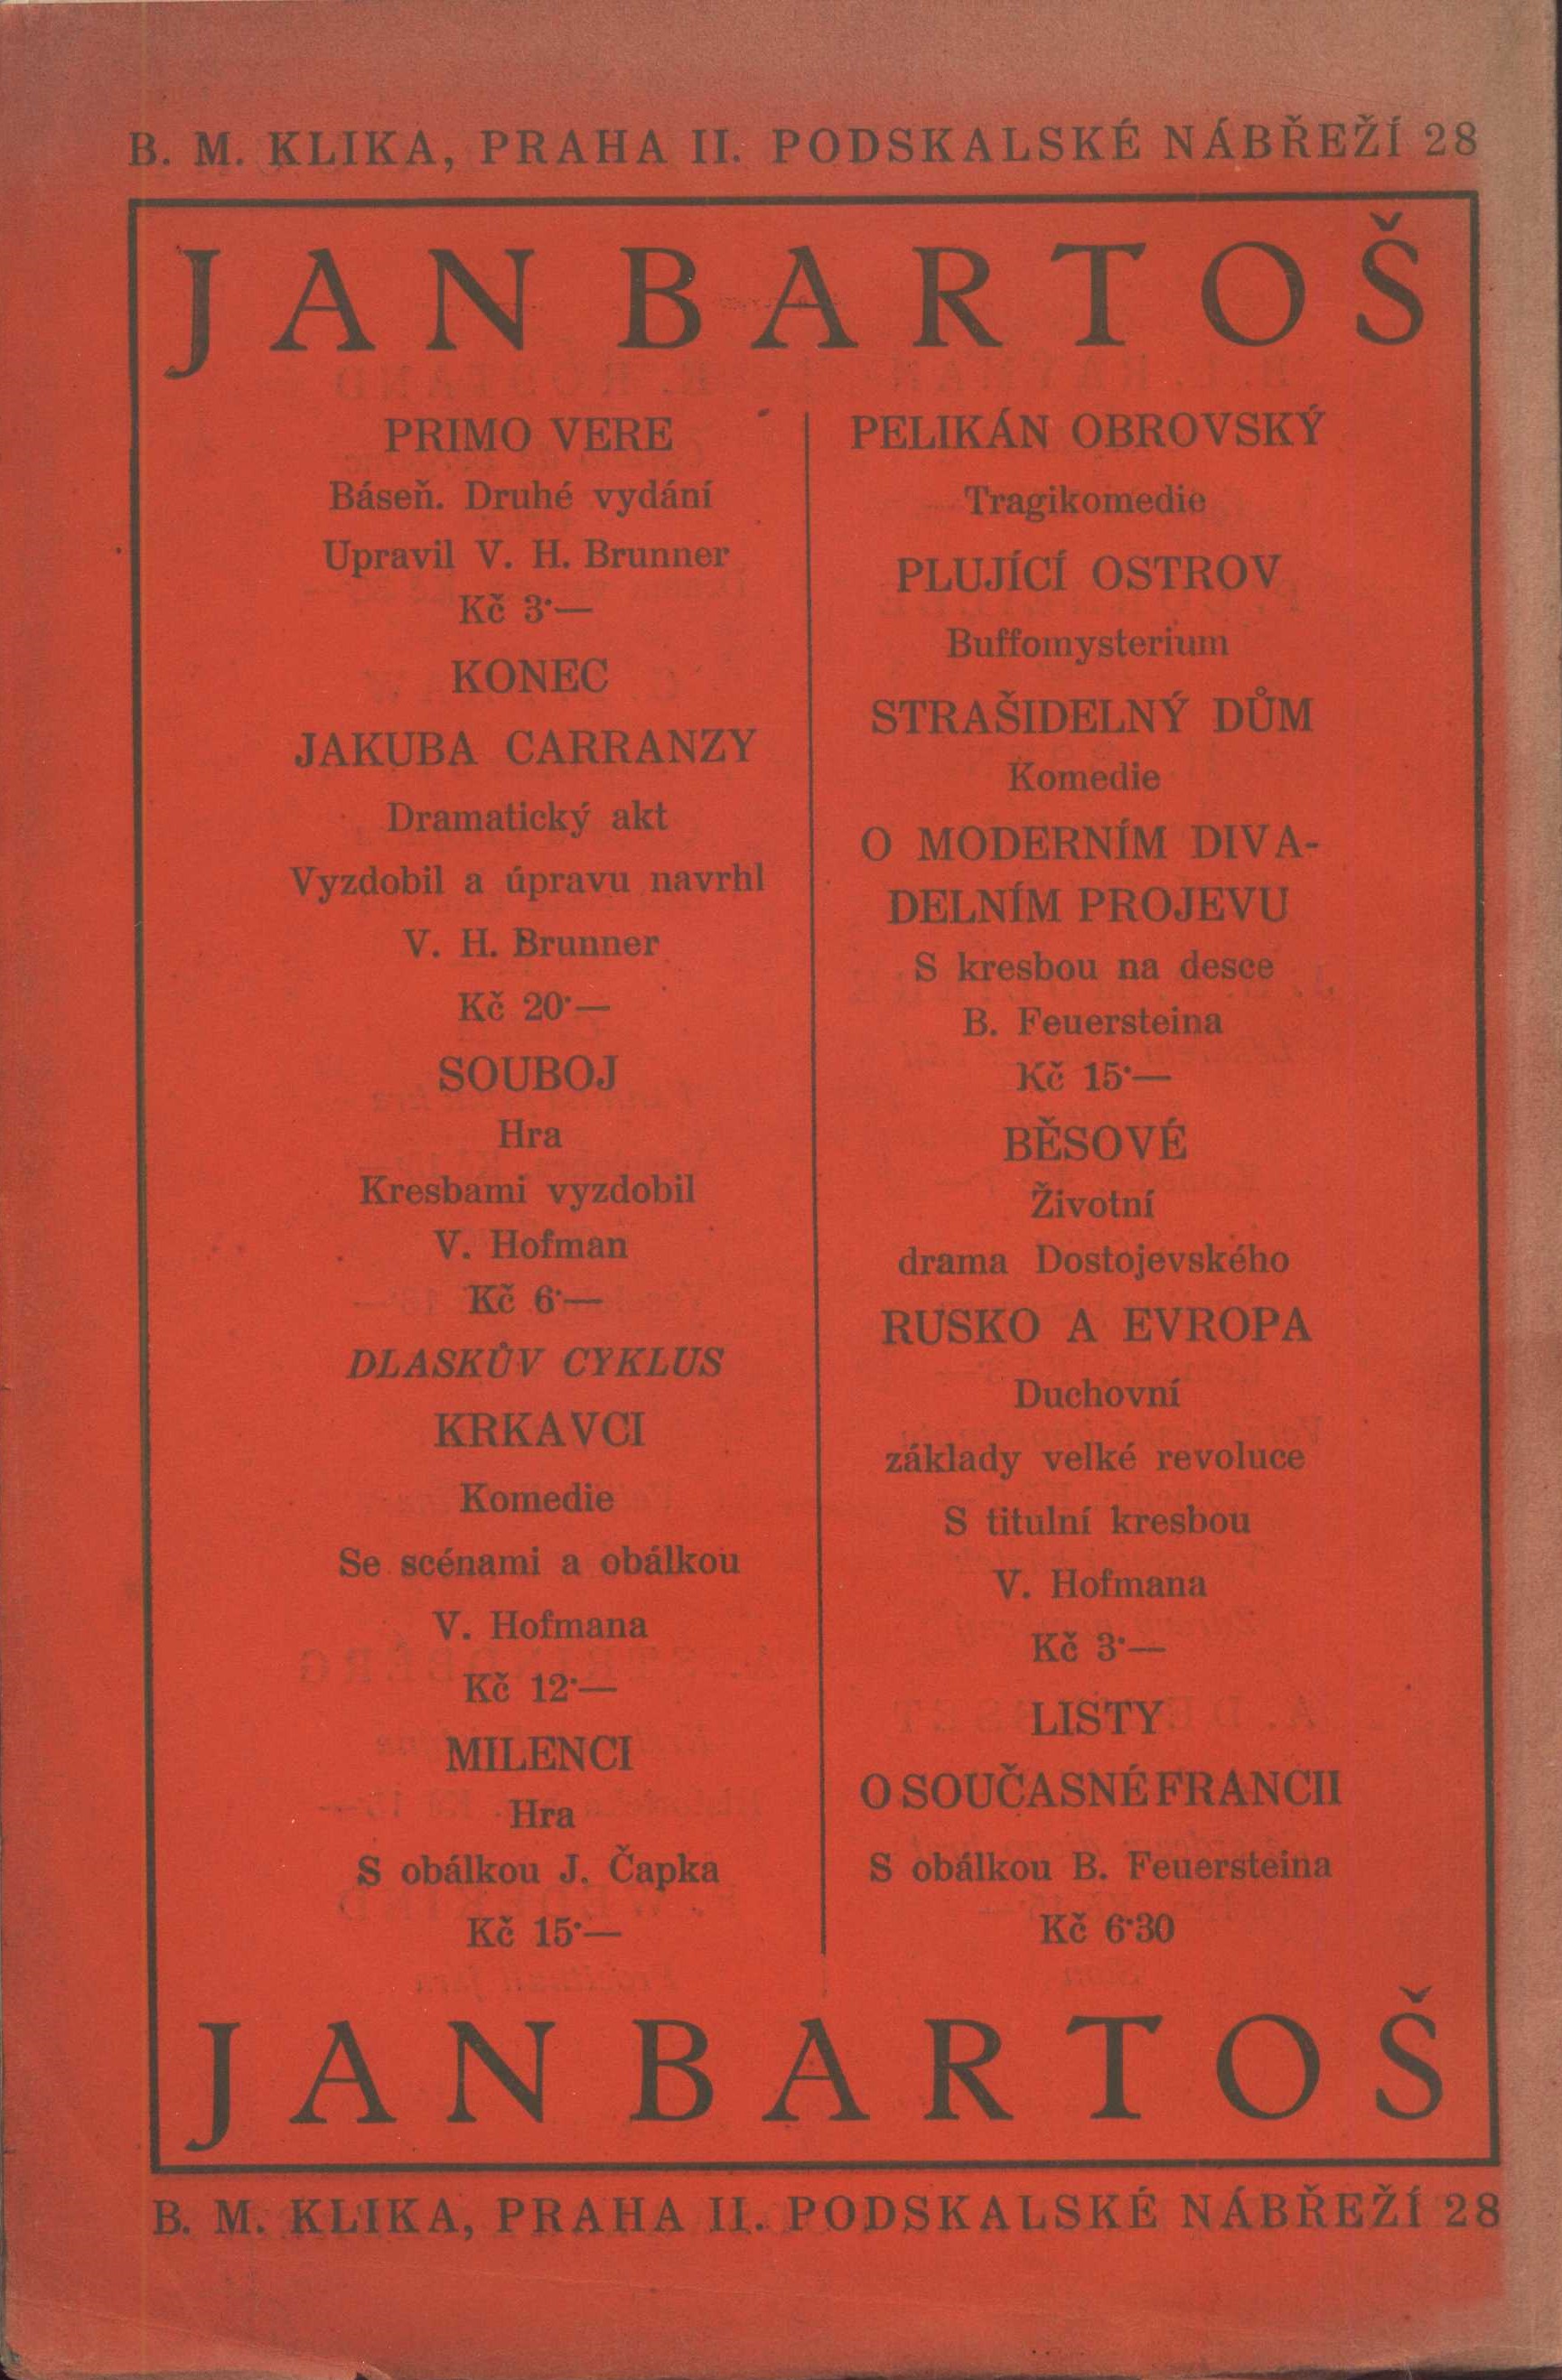 B. M. KLIKA, PRAHA II. PODSKALSKÉ NÁBŘEŽÍ 28
JAN BARTOŠ
PRIMO VERE
Báseň. Druhé vydání
Upravil V. H. Brunner
Kč 3·—
KONEC
JAKUBA CARRANZY
Dramatický akt
Vyzdobil a úpravu navrhl
V. H. Brunner
Kč 20·—
SOUBOJ
Hra
Kresbami vyzdobil
V. Hofman
Kč 6·—
DLASKŮV CYKLUS
KRKAVCI
Komedie
Se scénami a obálkou
V. Hofmana
Kč 12·—
MILENCI
Hra
S obálkou J. Čapka
Kč 15·—
PELIKÁN OBROVSKÝ
Tragikomedie
PLUJÍCÍ OSTROV
Buffomysterium
STRAŠIDELNÝ DŮM
Komedie
O MODERNÍM DIVA-
DELNÍM PROJEVU
S kresbou na desce
B. Feuersteina
Kč 15·—
BĚSOVÉ
Životní
drama Dostojevského
RUSKO A EVROPA
Duchovní
základy velké revoluce
S titulní kresbou
V. Hofmana
Kč 3·—
LISTY
O SOUČASNÉ FRANCII
S obálkou B. Feuersteina
Kč 6·30
JAN BARTOŠ
B. M. KLIKA, PRAHA II. PODSKALSKÉ NÁBŘEŽÍ 28